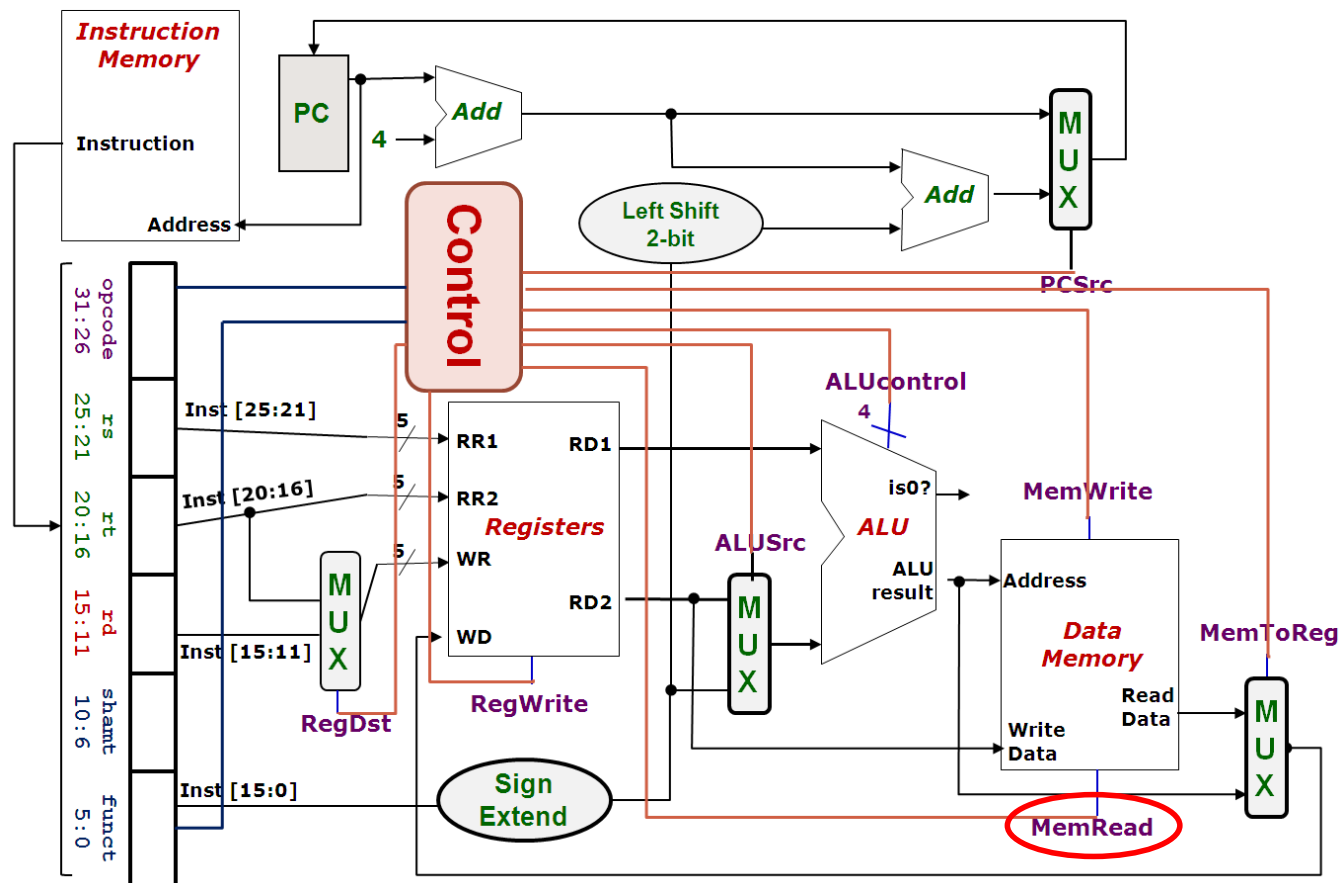 Instruction
Memory
Instruction
Address
PC
4
Add
Add
M
U
X
Left Shift
2-bit
PCSrc
Control
opcode
31:26
rs
25:21
rt
20:16
rd
15:11
shamt
10:6
funct
5:0
Inst [25:21]
5
Inst [20:16]
5
5
Inst [15:11]
Inst [15:0]
M
U
X
RegDst
RR1
RR2
WR
WD
Registers
RD1
RD2
RegWrite
Sign
Extend
ALUSrc
M
U
X
ALUcontrol
4
is0?
ALU
ALU
result
MemWrite
Address
Data
Memory
Read
Data
Write
Data
MemRead
MemToReg
M
U
X